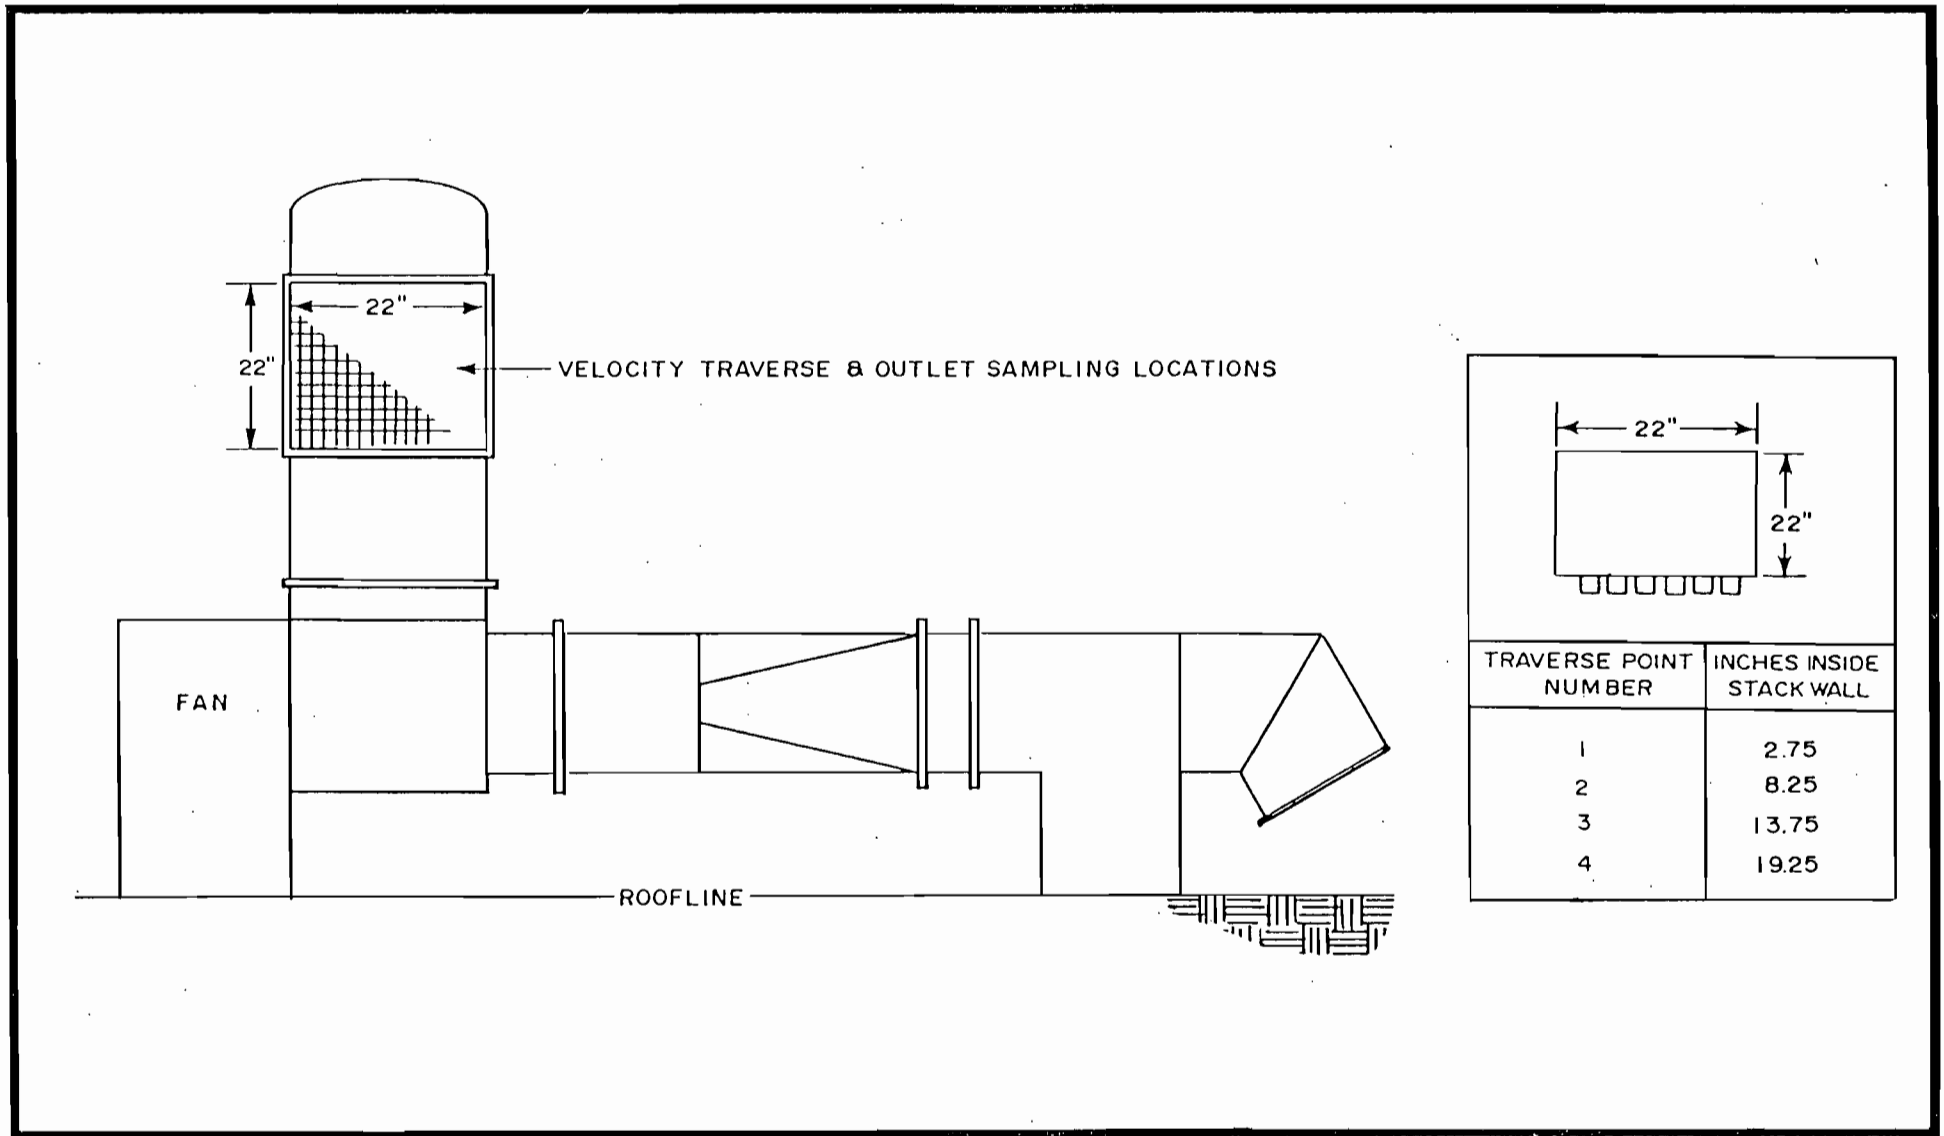 22"
22"
VELOCITY TRAVERSE & OUTLET SAMPLING LOCATIONS
FAN
ROOFLINE
22"
22"
TRAVERSE POINT NUMBER
INCHES INSIDE STACK WALL
1 2.75
2 8.25
3 13.75
4 19.25